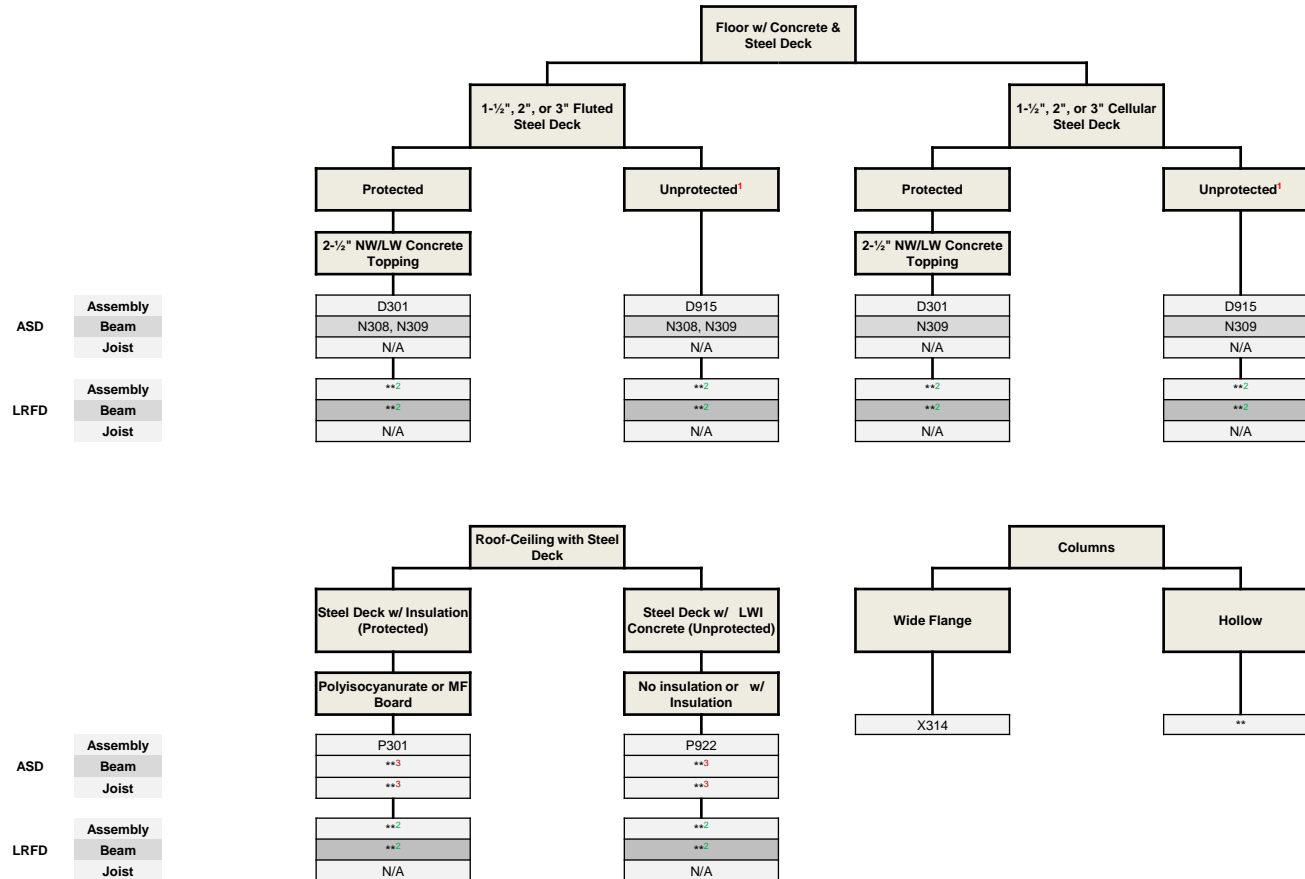 Floor w/ Concrete &
Steel Deck
1-½", 2", or 3" Fluted
Steel Deck
1-½", 2", or 3" Cellular
Steel Deck
Protected
Unprotected1
Protected
Unprotected1
2-½" NW/LW Concrete
Topping
2-½" NW/LW Concrete
Topping
ASD
Assembly D301 D915 D301 D915
Beam N308, N309 N308, N309 N309 N309
Joist N/A N/A N/A N/A
LRFD
Assembly **2 **2 **2 **2
Beam **2 **2 **2 **2
Joist N/A N/A N/A N/A
Roof-Ceiling with Steel
Deck
Steel Deck w/ Insulation
(Protected)
Steel Deck w/ LWI
Concrete (Unprotected)
Polyisocyanurate or MF
Board
No insulation or w/
Insulation
ASD
Assembly P301 P922
Beam **3 **3
Joist **3 **3
LRFD
Assembly **2 **2
Beam **2 **2
Joist N/A N/A
Columns
Wide Flange
Hollow
X314
**